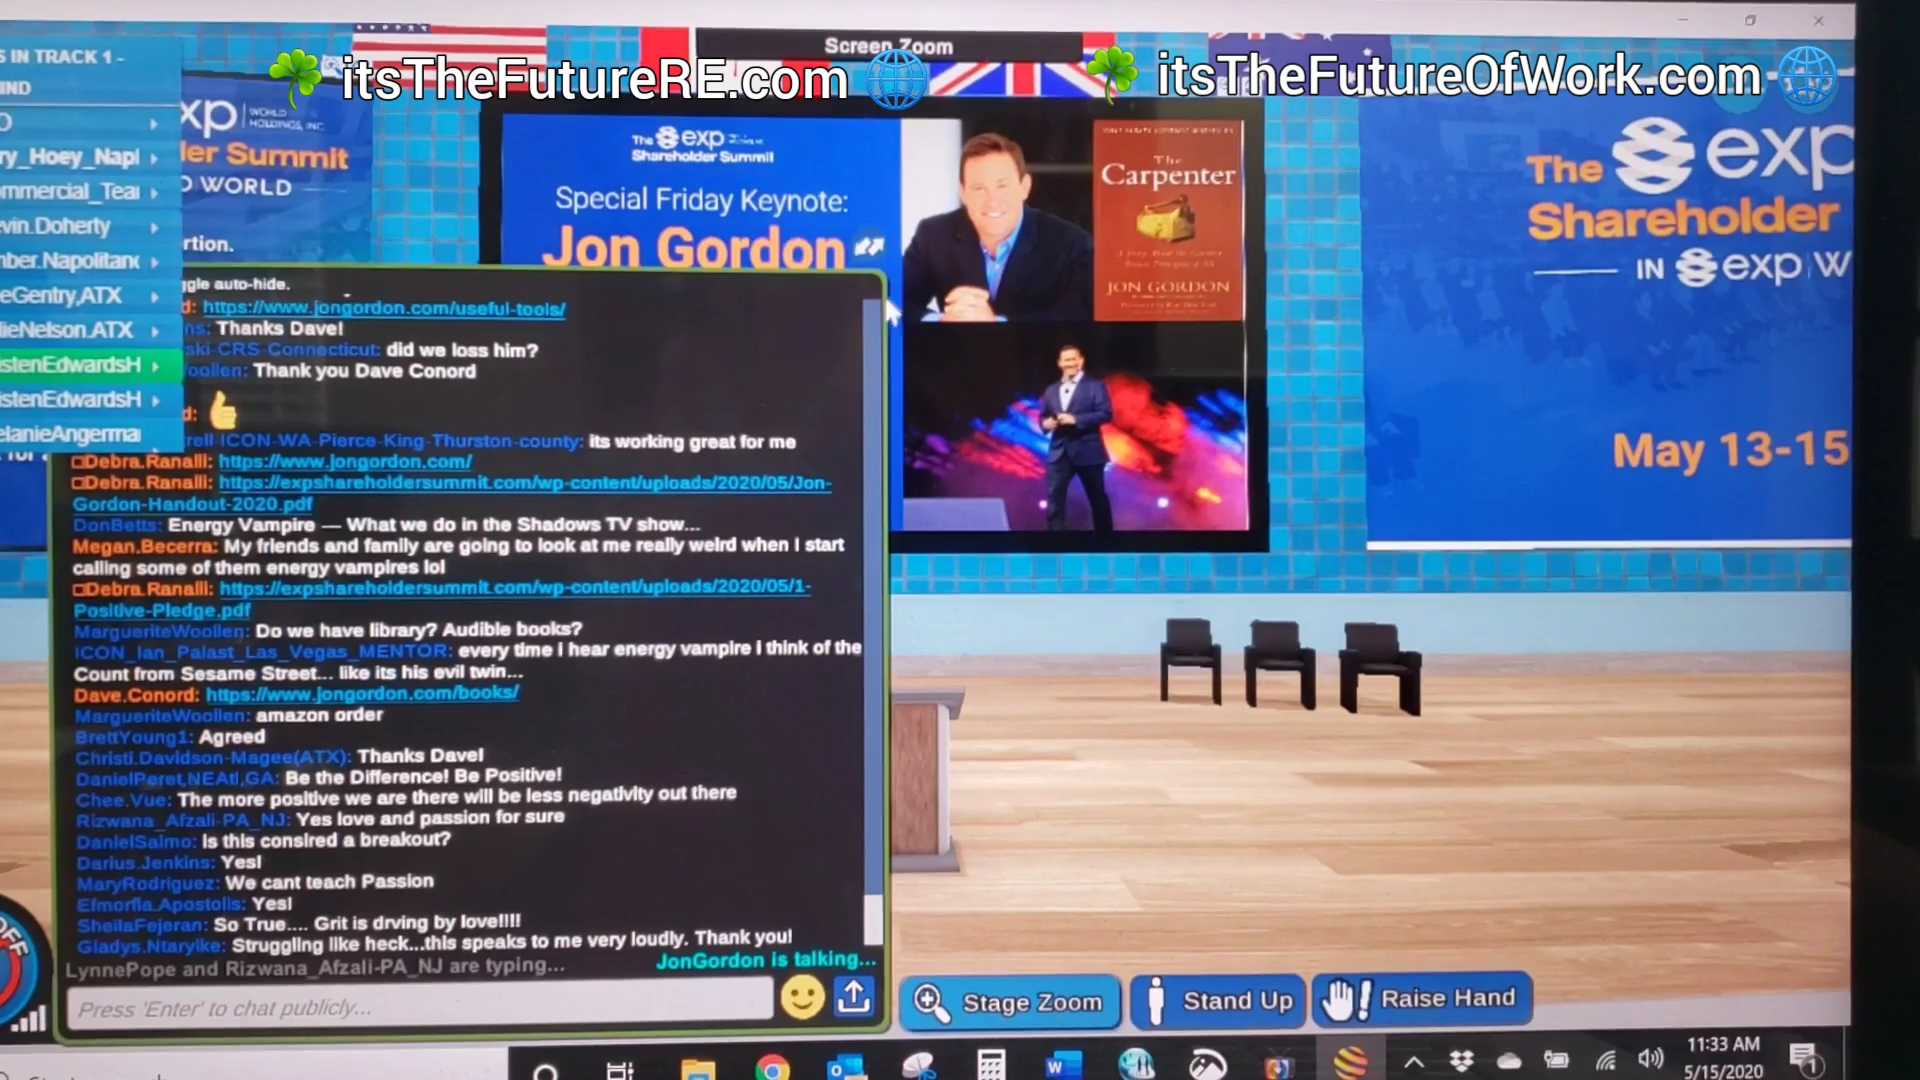 Screen Zoom
itsTheFutureRE.com
itsTheFutureOfWork.com
S IN TRACK 1 -
IND
O
ry_Hoey_Napl
ommercial_Teal
evin.Doherty
mber.Napolitano
eGentry,ATX
lieNelson.ATX
istenEdwardsH
istenEdwardsH
elanieAngermai
xp WORLD HOLDINGS, INC
der Summit
D WORLD
rtion.
The exp
Shareholder Summit
Special Friday Keynote:
Jon Gordon
The
Carpenter
JON GORDON
The exp
Shareholder
IN exp W
May 13-15
ggle auto-hide.
d: https://www.jongordon.com/useful-tools/
ns: Thanks Dave!
ski-CRS-Connecticut: did we loss him?
Woollen: Thank you Dave Conord
d: 👍
rell-ICON-WA-Pierce-King-Thurston-county: its working great for me
□Debra.Ranalli: https://www.jongordon.com/
□Debra.Ranalli: https://expshareholdersummit.com/wp-content/uploads/2020/05/Jon-
Gordon-Handout-2020.pdf
DonBetts: Energy Vampire — What we do in the Shadows TV show...
Megan.Becerra: My friends and family are going to look at me really weird when I start
calling some of them energy vampires lol
□Debra.Ranalli: https://expshareholdersummit.com/wp-content/uploads/2020/05/1-
Positive-Pledge.pdf
MargueriteWoollen: Do we have library? Audible books?
ICON_Ian_Palast_Las_Vegas_MENTOR: every time I hear energy vampire I think of the
Count from Sesame Street... like its his evil twin...
Dave.Conord: https://www.jongordon.com/books/
MargueriteWoollen: amazon order
BrettYoung1: Agreed
Christi.Davidson-Magee(ATX): Thanks Dave!
DanielPeret,NEAtl,GA: Be the Difference! Be Positive!
Chee.Vue: The more positive we are there will be less negativity out there
Rizwana_Afzali-PA_NJ: Yes love and passion for sure
DanielSalmo: Is this consired a breakout?
Darius.Jenkins: Yes!
MaryRodriguez: We cant teach Passion
Efmorfia.Apostolis: Yes!
SheilaFejeran: So True.... Grit is drving by love!!!!
Gladys.Ntaryike: Struggling like heck...this speaks to me very loudly. Thank you!
LynnePope and Rizwana_Afzali-PA_NJ are typing...
JonGordon is talking...
Press 'Enter' to chat publicly...
OFF
Stage Zoom
Stand Up
Raise Hand
11:33 AM
5/15/2020
1